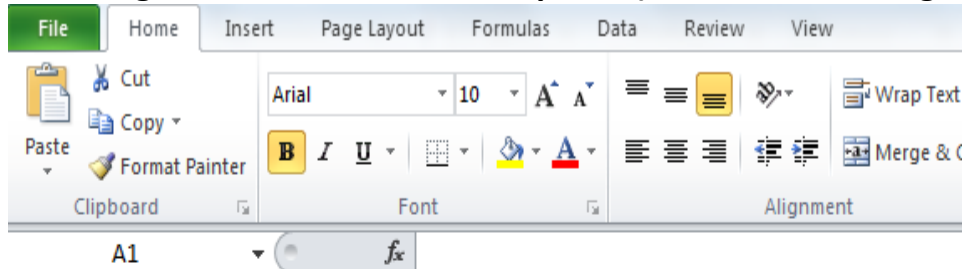 File Home Insert Page Layout Formulas Data Review View
Cut
Arial 10 A A Wrap Text
Copy
Paste B I U A a Merge &
Format Painter
Clipboard Font Alignment
A1 fx